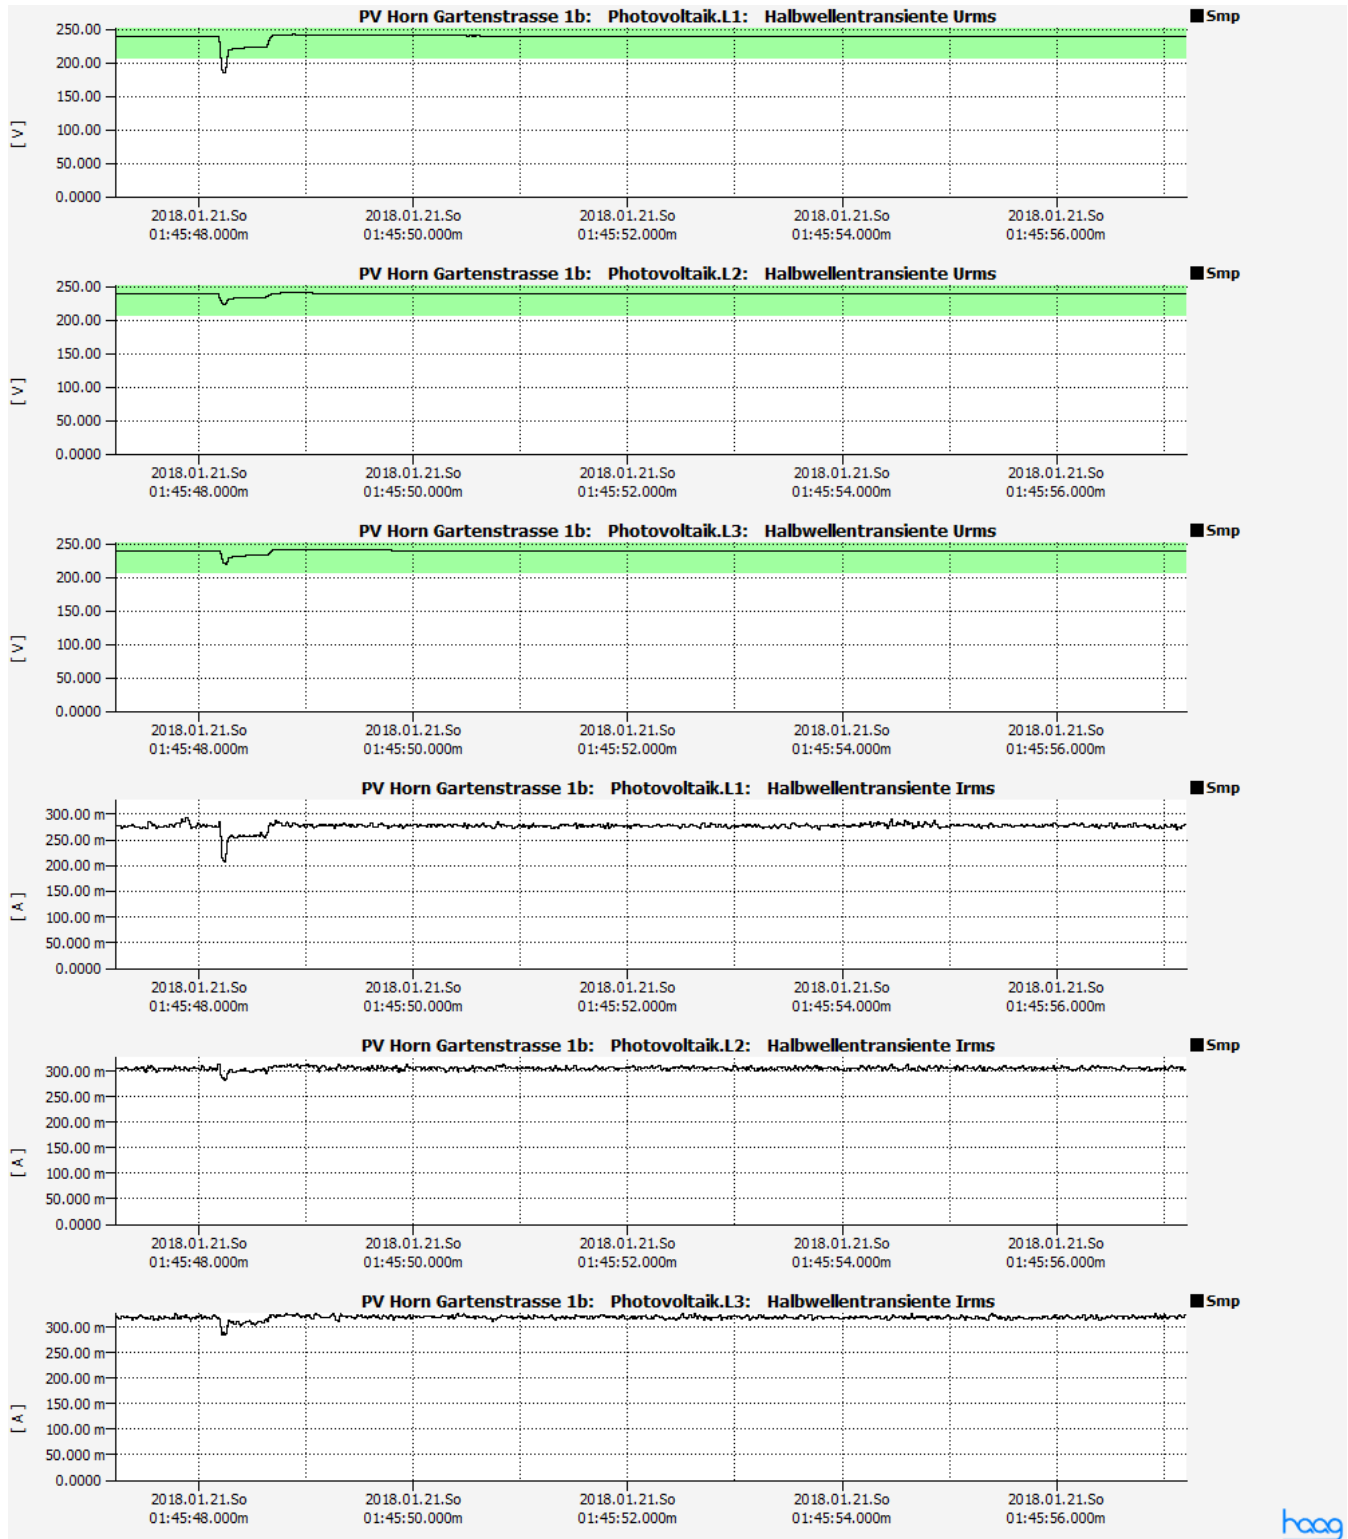 PV Horn Gartenstrasse 1b: Photovoltaik.L1: Halbwellentransiente Urms
Smp
250.00
200.00
150.00
100.00
50.000
0.0000
[ V ]
2018.01.21.So 2018.01.21.So 2018.01.21.So 2018.01.21.So 2018.01.21.So
01:45:48.000m 01:45:50.000m 01:45:52.000m 01:45:54.000m 01:45:56.000m
PV Horn Gartenstrasse 1b: Photovoltaik.L2: Halbwellentransiente Urms
Smp
250.00
200.00
150.00
100.00
50.000
0.0000
[ V ]
2018.01.21.So 2018.01.21.So 2018.01.21.So 2018.01.21.So 2018.01.21.So
01:45:48.000m 01:45:50.000m 01:45:52.000m 01:45:54.000m 01:45:56.000m
PV Horn Gartenstrasse 1b: Photovoltaik.L3: Halbwellentransiente Urms
Smp
250.00
200.00
150.00
100.00
50.000
0.0000
[ V ]
2018.01.21.So 2018.01.21.So 2018.01.21.So 2018.01.21.So 2018.01.21.So
01:45:48.000m 01:45:50.000m 01:45:52.000m 01:45:54.000m 01:45:56.000m
PV Horn Gartenstrasse 1b: Photovoltaik.L1: Halbwellentransiente Irms
Smp
300.00 m
250.00 m
200.00 m
150.00 m
100.00 m
50.000 m
0.0000
[ A ]
2018.01.21.So 2018.01.21.So 2018.01.21.So 2018.01.21.So 2018.01.21.So
01:45:48.000m 01:45:50.000m 01:45:52.000m 01:45:54.000m 01:45:56.000m
PV Horn Gartenstrasse 1b: Photovoltaik.L2: Halbwellentransiente Irms
Smp
300.00 m
250.00 m
200.00 m
150.00 m
100.00 m
50.000 m
0.0000
[ A ]
2018.01.21.So 2018.01.21.So 2018.01.21.So 2018.01.21.So 2018.01.21.So
01:45:48.000m 01:45:50.000m 01:45:52.000m 01:45:54.000m 01:45:56.000m
PV Horn Gartenstrasse 1b: Photovoltaik.L3: Halbwellentransiente Irms
Smp
300.00 m
250.00 m
200.00 m
150.00 m
100.00 m
50.000 m
0.0000
[ A ]
2018.01.21.So 2018.01.21.So 2018.01.21.So 2018.01.21.So 2018.01.21.So
01:45:48.000m 01:45:50.000m 01:45:52.000m 01:45:54.000m 01:45:56.000m
haag